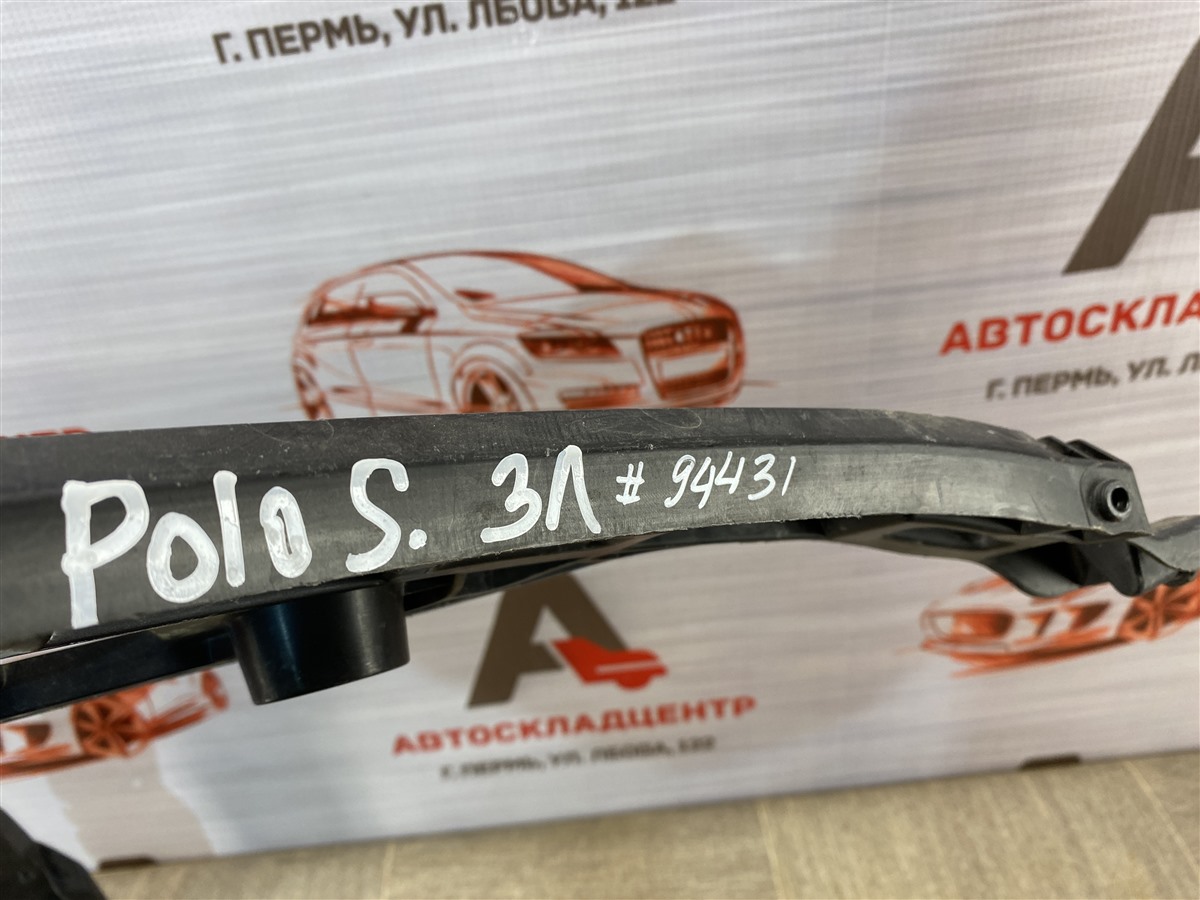 Г. ПЕРМЬ, УЛ. ЛБОВА, 122
АВТОСКЛА
Г. ПЕРМЬ, УЛ. Л
Polo S. ЗЛ # 94431
АВТОСКЛАДЦЕНТР
Г. ПЕРМЬ, УЛ. ЛБОВА, 122